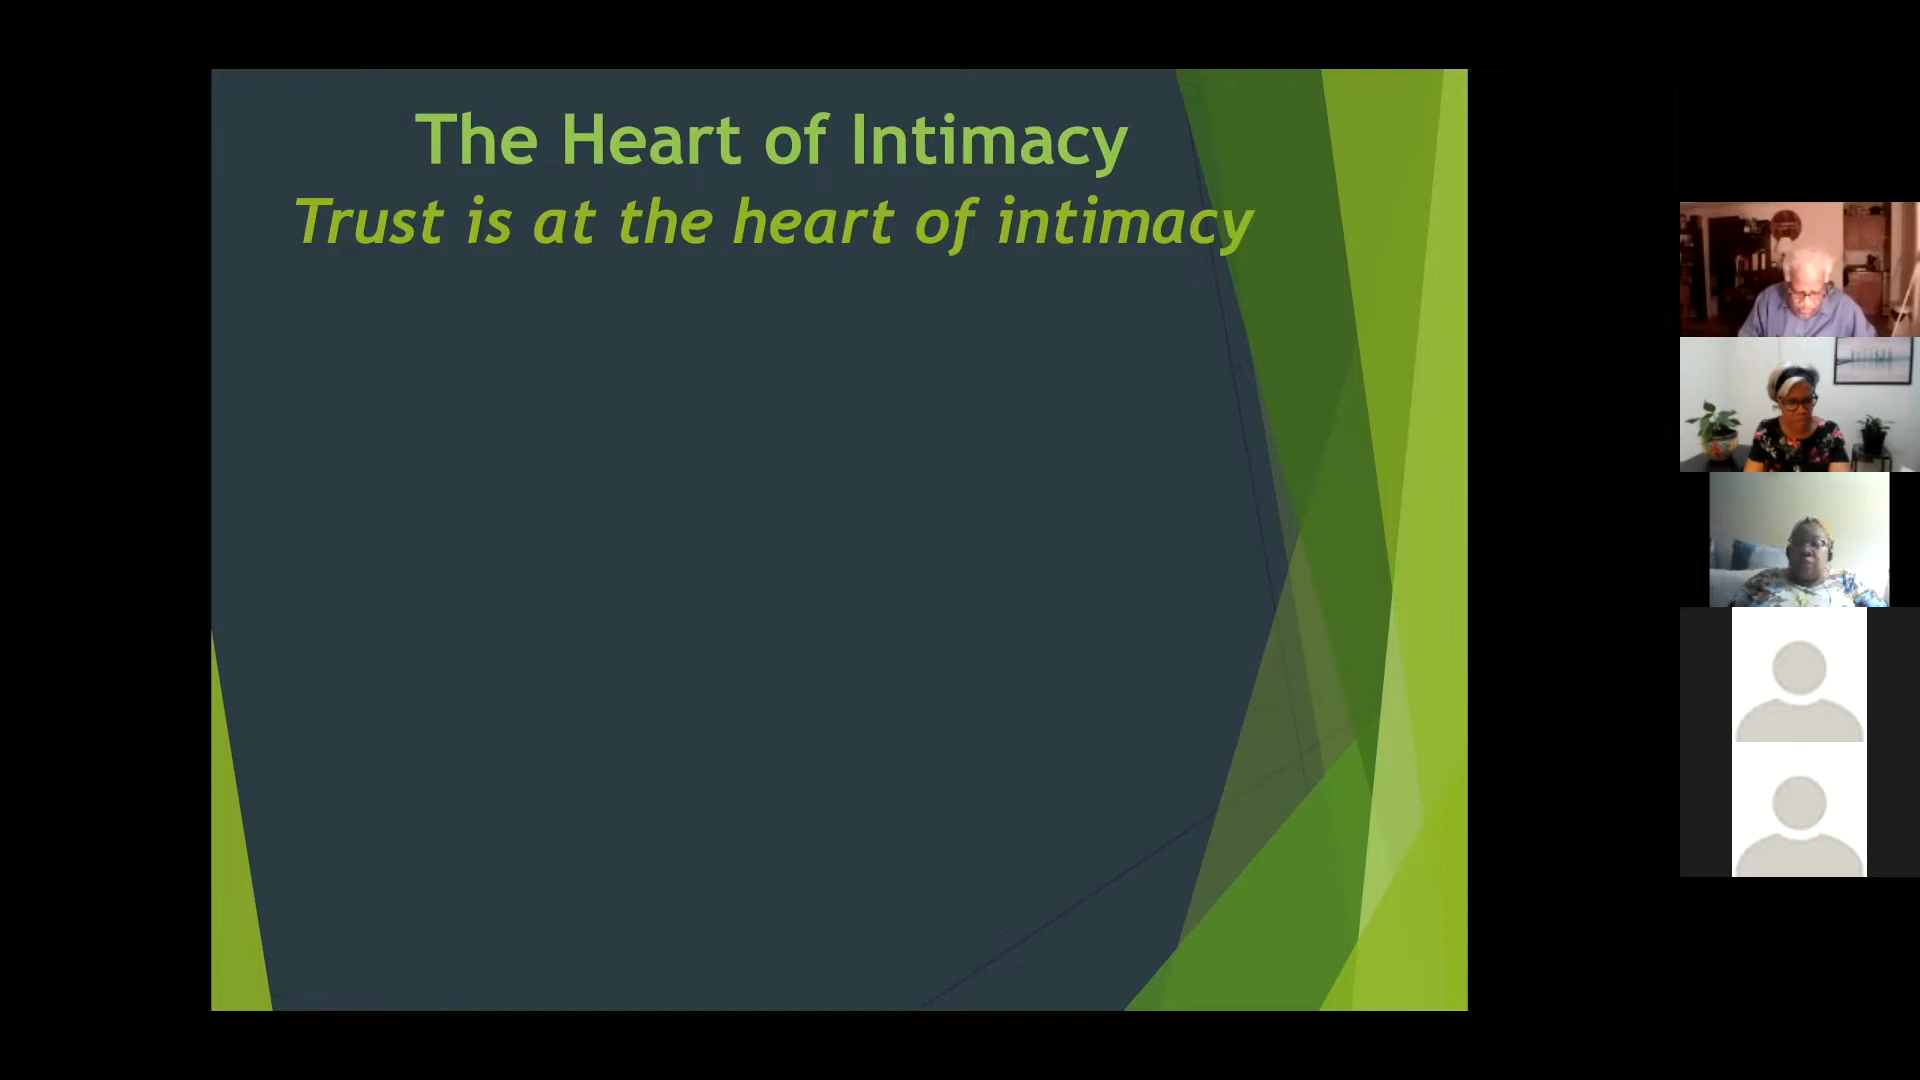 The Heart of Intimacy
Trust is at the heart of intimacy